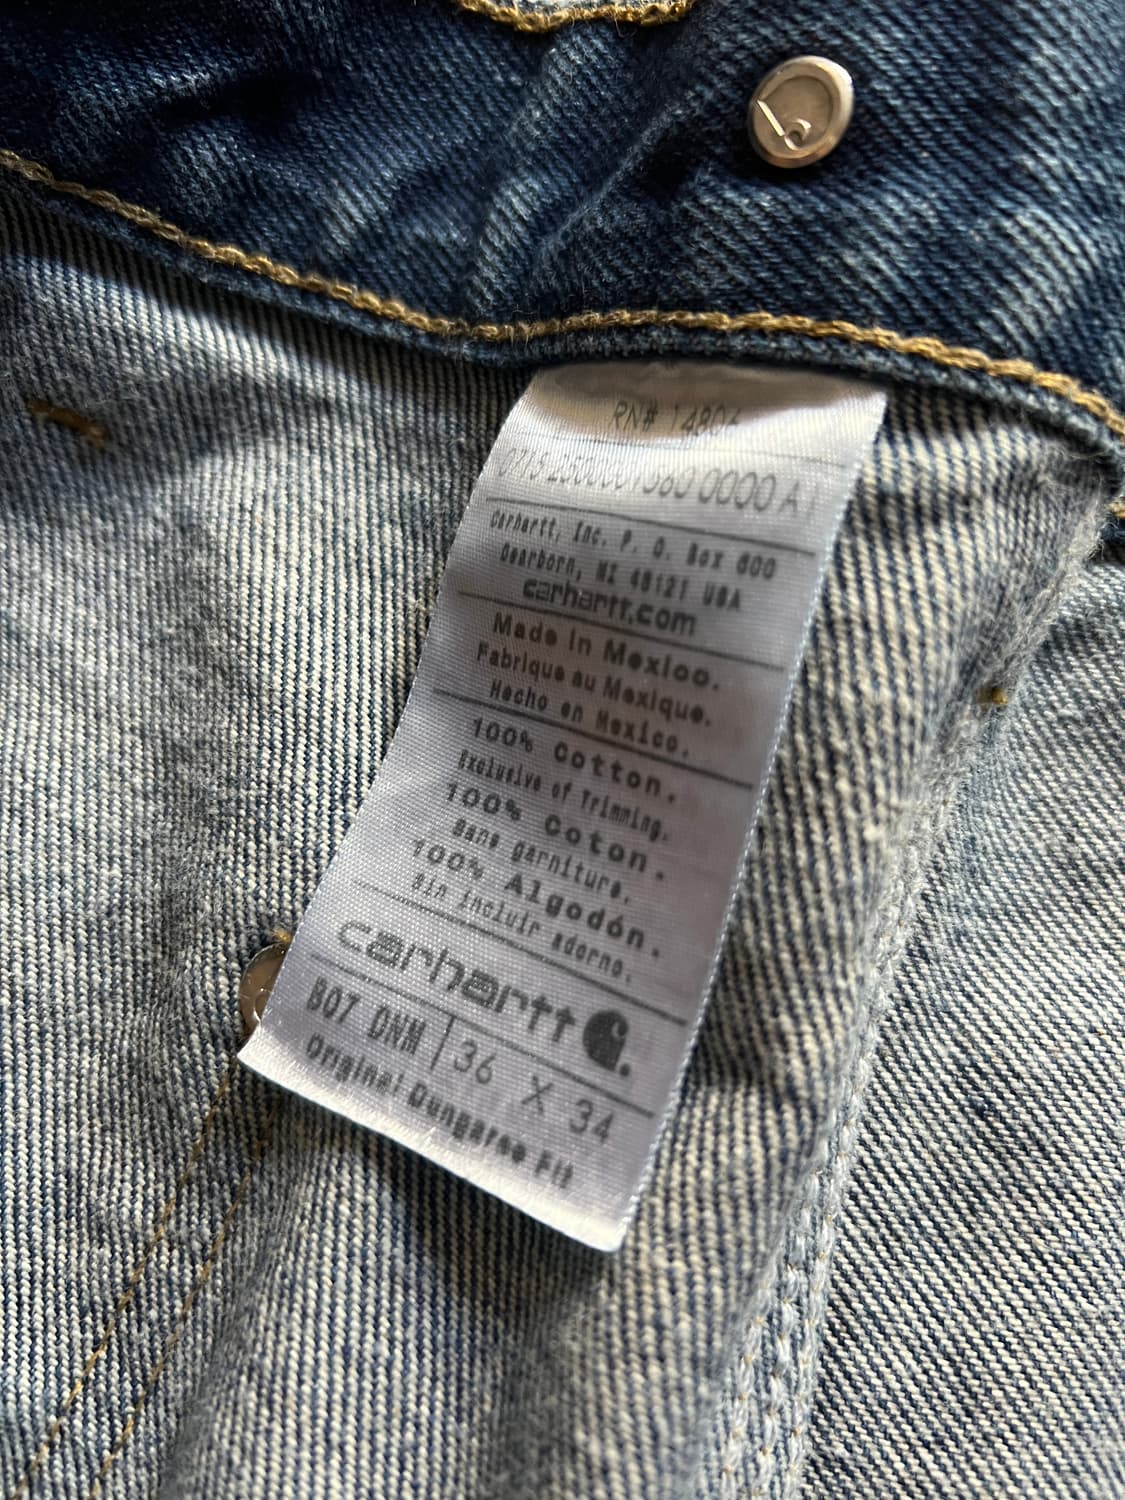 RN# 14806
0000 A1
Carhartt, Inc. P. O. Box 600
Dearborn, MI 48121 USA
carhartt.com
Made in Mexico.
Fabrique au Mexique.
Hecho en Mexico.
100% Cotton.
Exclusive of Trimming.
100% Coton.
sans garniture.
100% Algodón.
Sin incluir adorno.
carhartt
B07 DNM | 36 X 34
Original Dungaree Fit